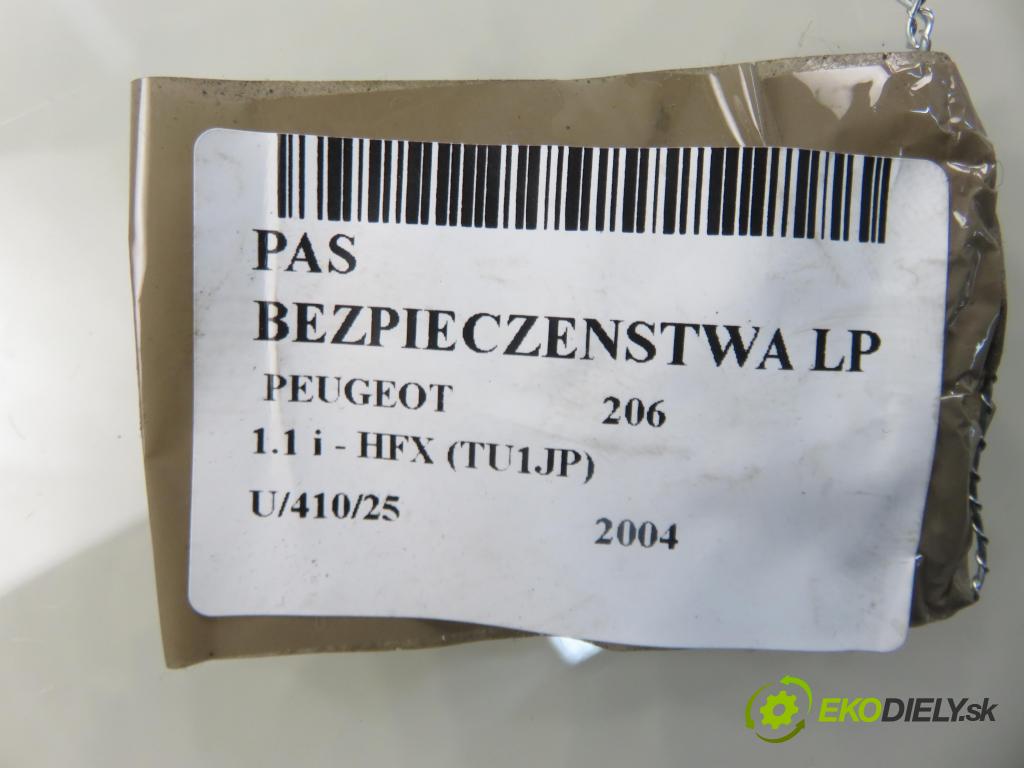 PAS
BEZPIECZENSTWA LP
PEUGEOT 206
1.1 i - HFX (TU1JP)
U/410/25 2004
EKODIELY.sk